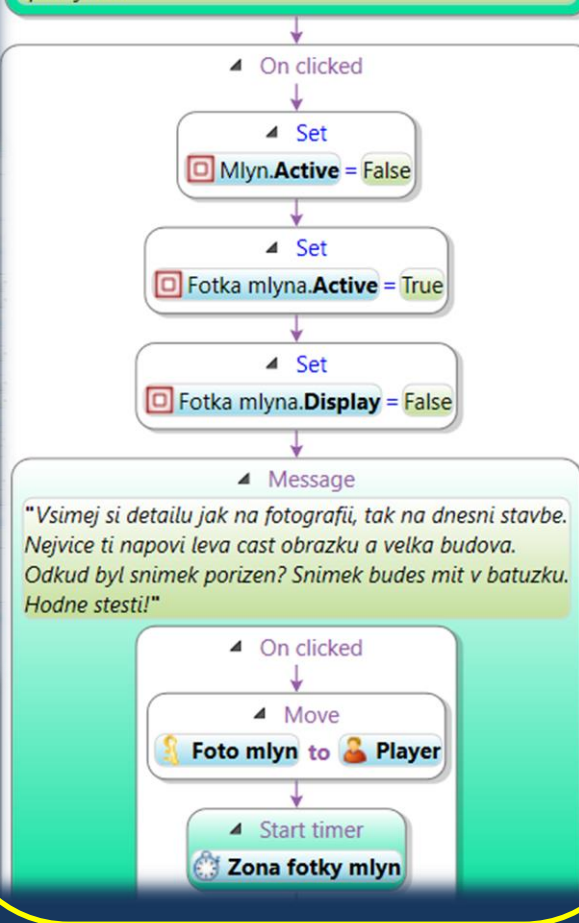 On clicked
Set
Mlyn.Active = False
Set
Fotka mlyna.Active = True
Set
Fotka mlyna.Display = False
Message
"Vsimej si detailu jak na fotografii, tak na dnesni stavbe.
Nejvice ti napovi leva cast obrazku a velka budova.
Odkud byl snimek porizen? Snimek budes mit v batuzku.
Hodne stesti!"
On clicked
Move
Foto mlyn to Player
Start timer
Zona fotky mlyn